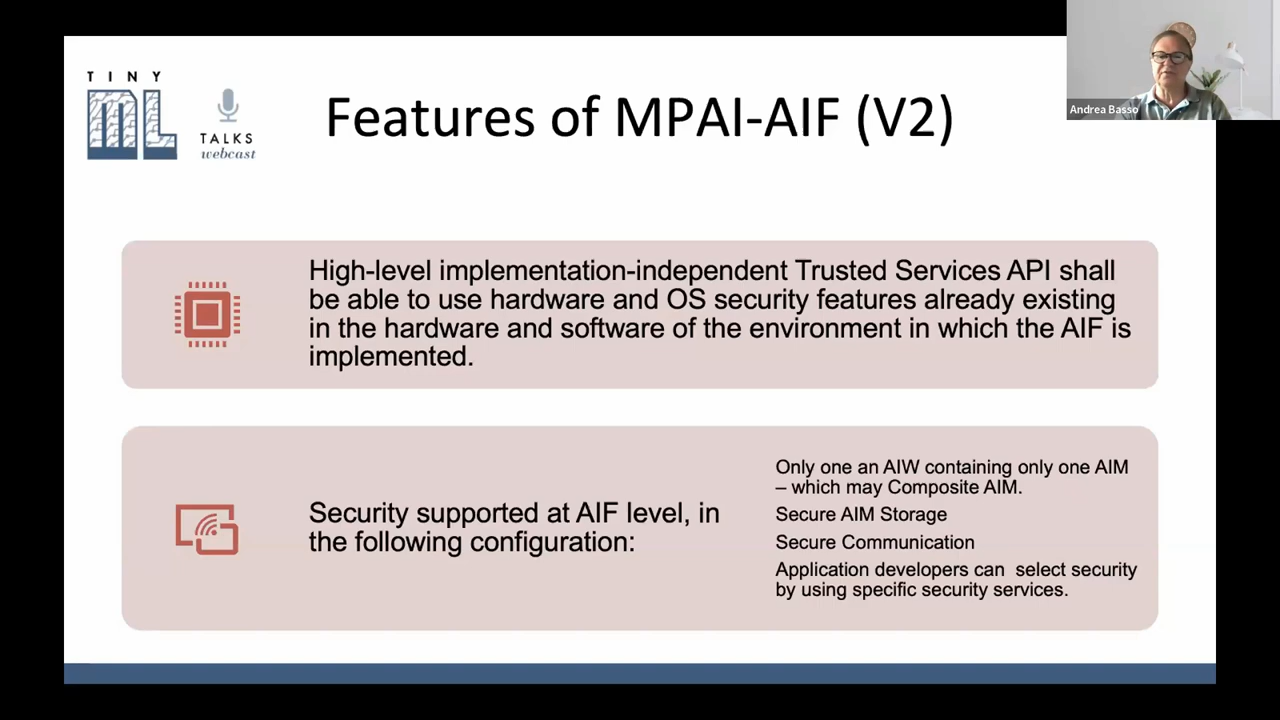 TINY
ML
TALKS
webcast
Features of MPAI-AIF (V2)
Andrea Basso
High-level implementation-independent Trusted Services API shall
be able to use hardware and OS security features already existing
in the hardware and software of the environment in which the AIF is
implemented.
Security supported at AIF level, in
the following configuration:
Only one an AIW containing only one AIM
– which may Composite AIM.
Secure AIM Storage
Secure Communication
Application developers can  select security
by using specific security services.